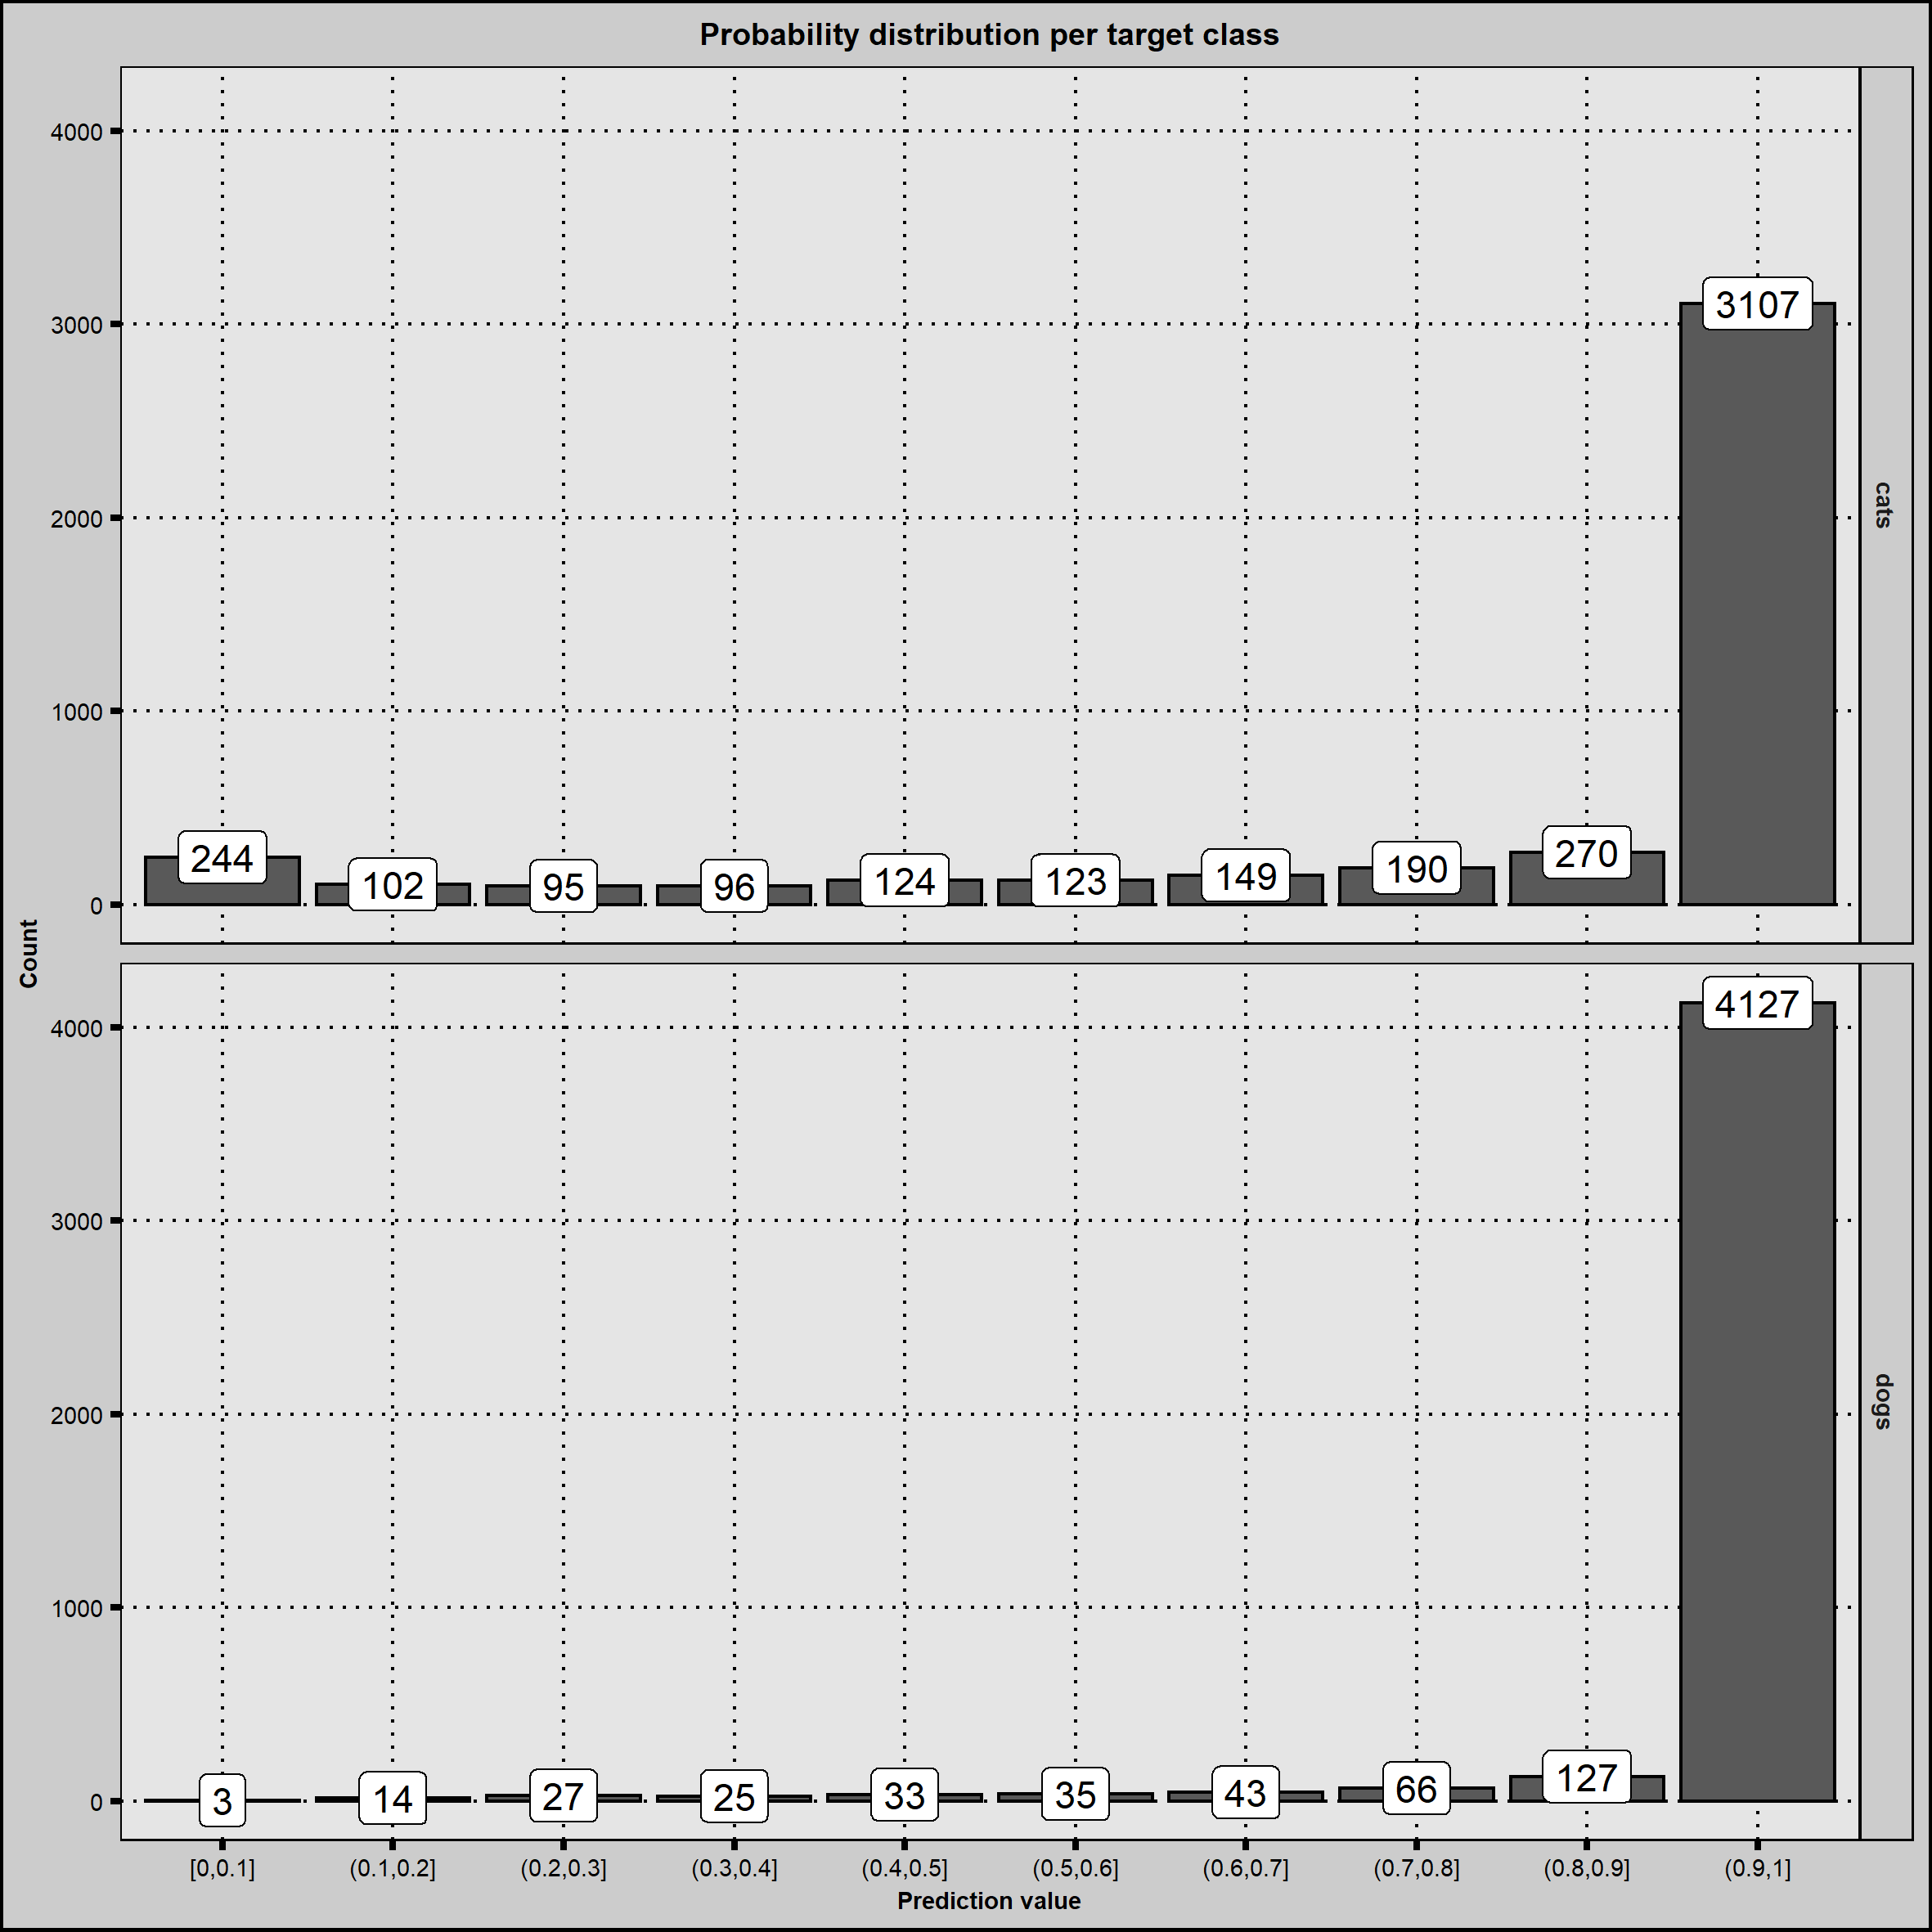 Probability distribution per target class
Count
4000
3000
2000
1000
0
244 102 95 96 124 123 149 190 270 3107
cats
4000
3000
2000
1000
0
3 14 27 25 33 35 43 66 127 4127
dogs
[0,0.1] (0.1,0.2] (0.2,0.3] (0.3,0.4] (0.4,0.5] (0.5,0.6] (0.6,0.7] (0.7,0.8] (0.8,0.9] (0.9,1]
Prediction value